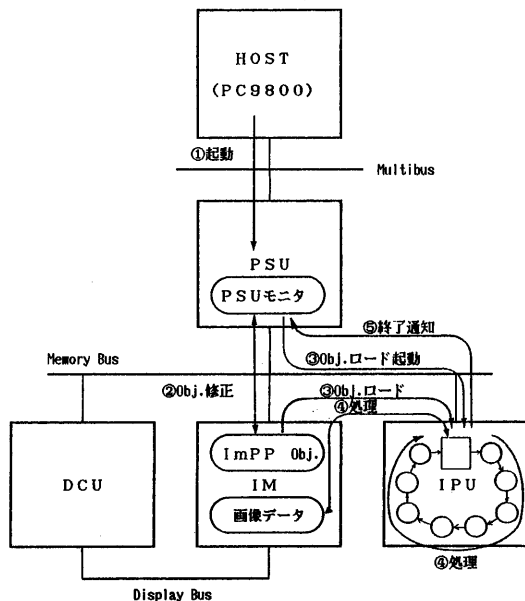 HOST
(PC9800)
①起動
Multibus
PSU
PSUモニタ
⑤終了通知
③Obj.ロード起動
Memory Bus
②Obj.修正
③Obj.ロード
④処理
ImPP Obj.
DCU
IM
IPU
画像データ
④処理
Display Bus